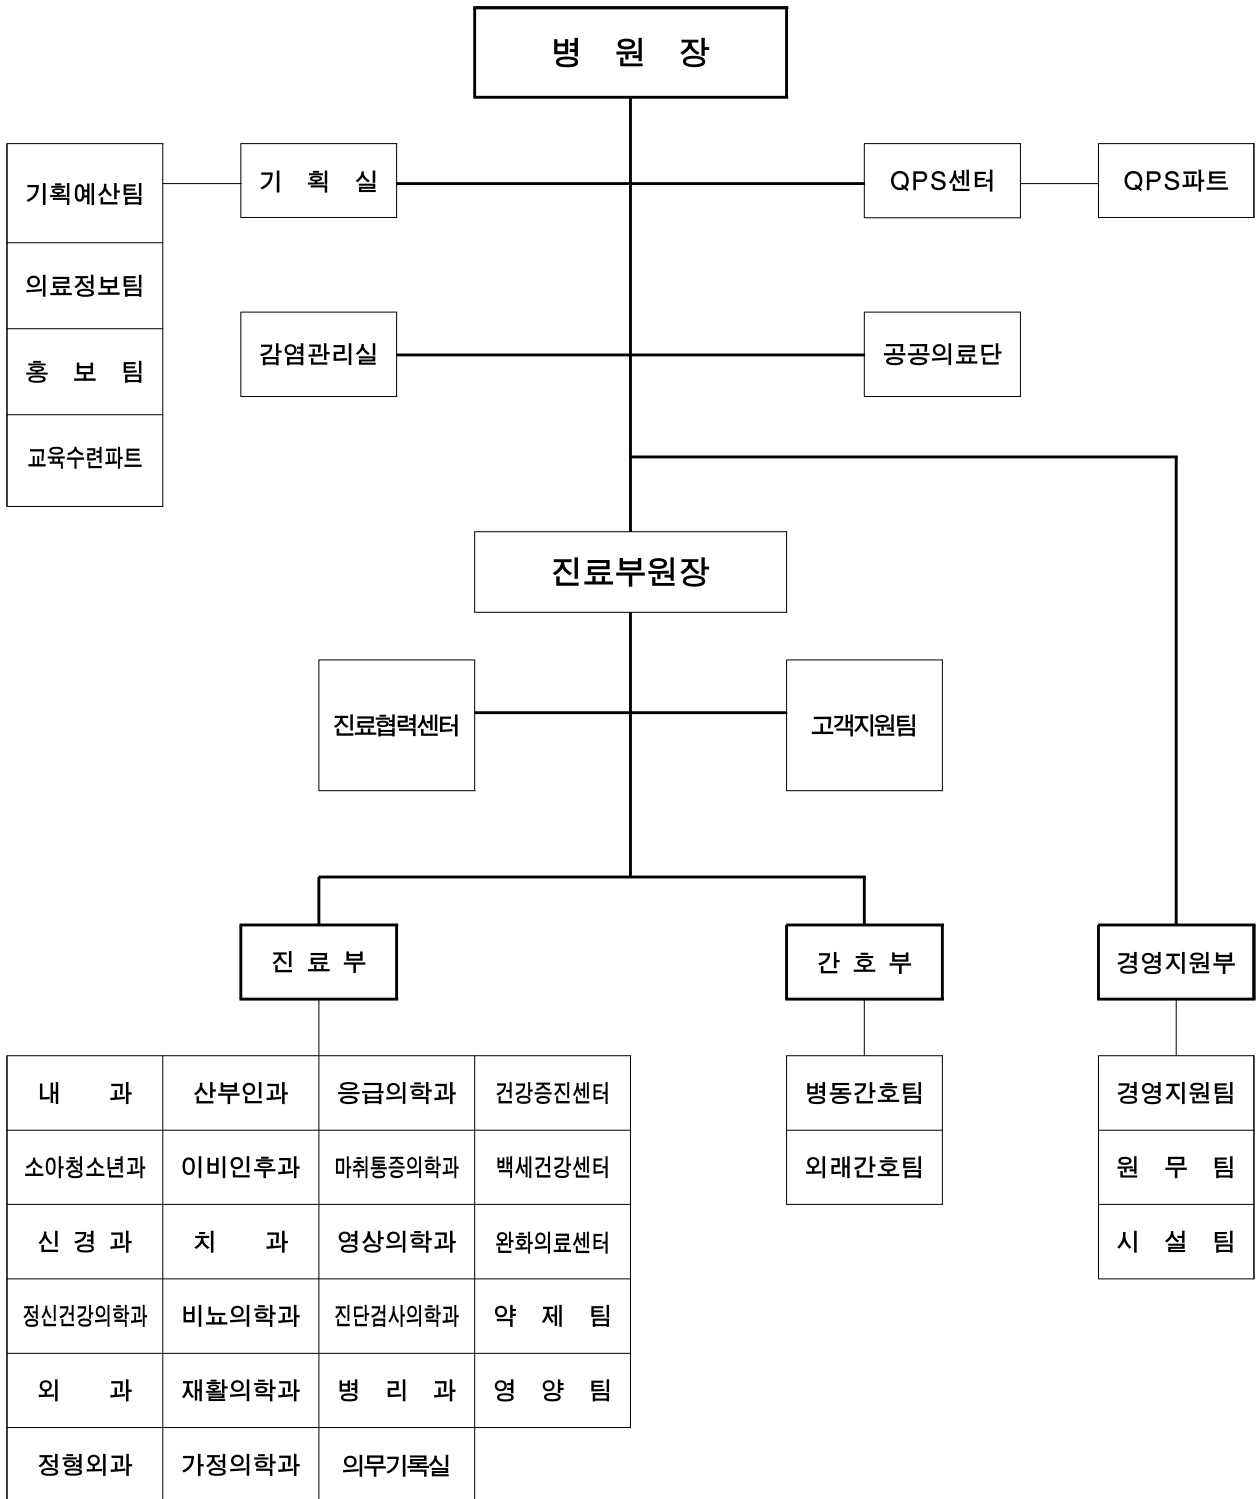 병 원 장
기획예산팀
기 획 실
QPS센터
QPS파트
의료정보팀
감염관리실
공공의료단
홍 보 팀
교육수련파트
진료부원장
진료협력센터
고객지원팀
진 료 부
간 호 부
경영지원부
내 과
산부인과
응급의학과
건강증진센터
병동간호팀
경영지원팀
소아청소년과
이비인후과
마취통증의학과
백세건강센터
외래간호팀
원 무 팀
신 경 과
치 과
영상의학과
완화의료센터
시 설 팀
정신건강의학과
비뇨의학과
진단검사의학과
약 제 팀
외 과
재활의학과
병 리 과
영 양 팀
정형외과
가정의학과
의무기록실